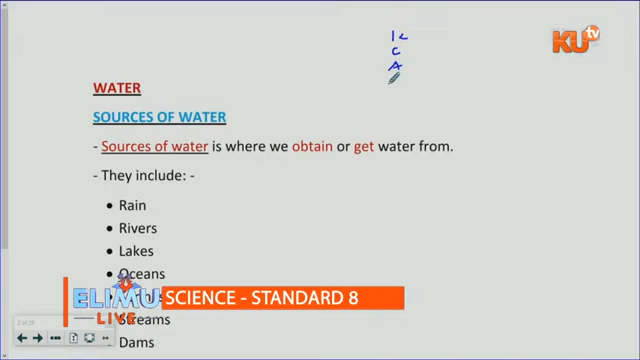 KU tv
C
A
WATER
SOURCES OF WATER
- Sources of water is where we obtain or get water from.
- They include: -
• Rain
• Rivers
• Lakes
• Oceans
ELIMU
LIVE
SCIENCE - STANDARD 8
• Streams
• Dams